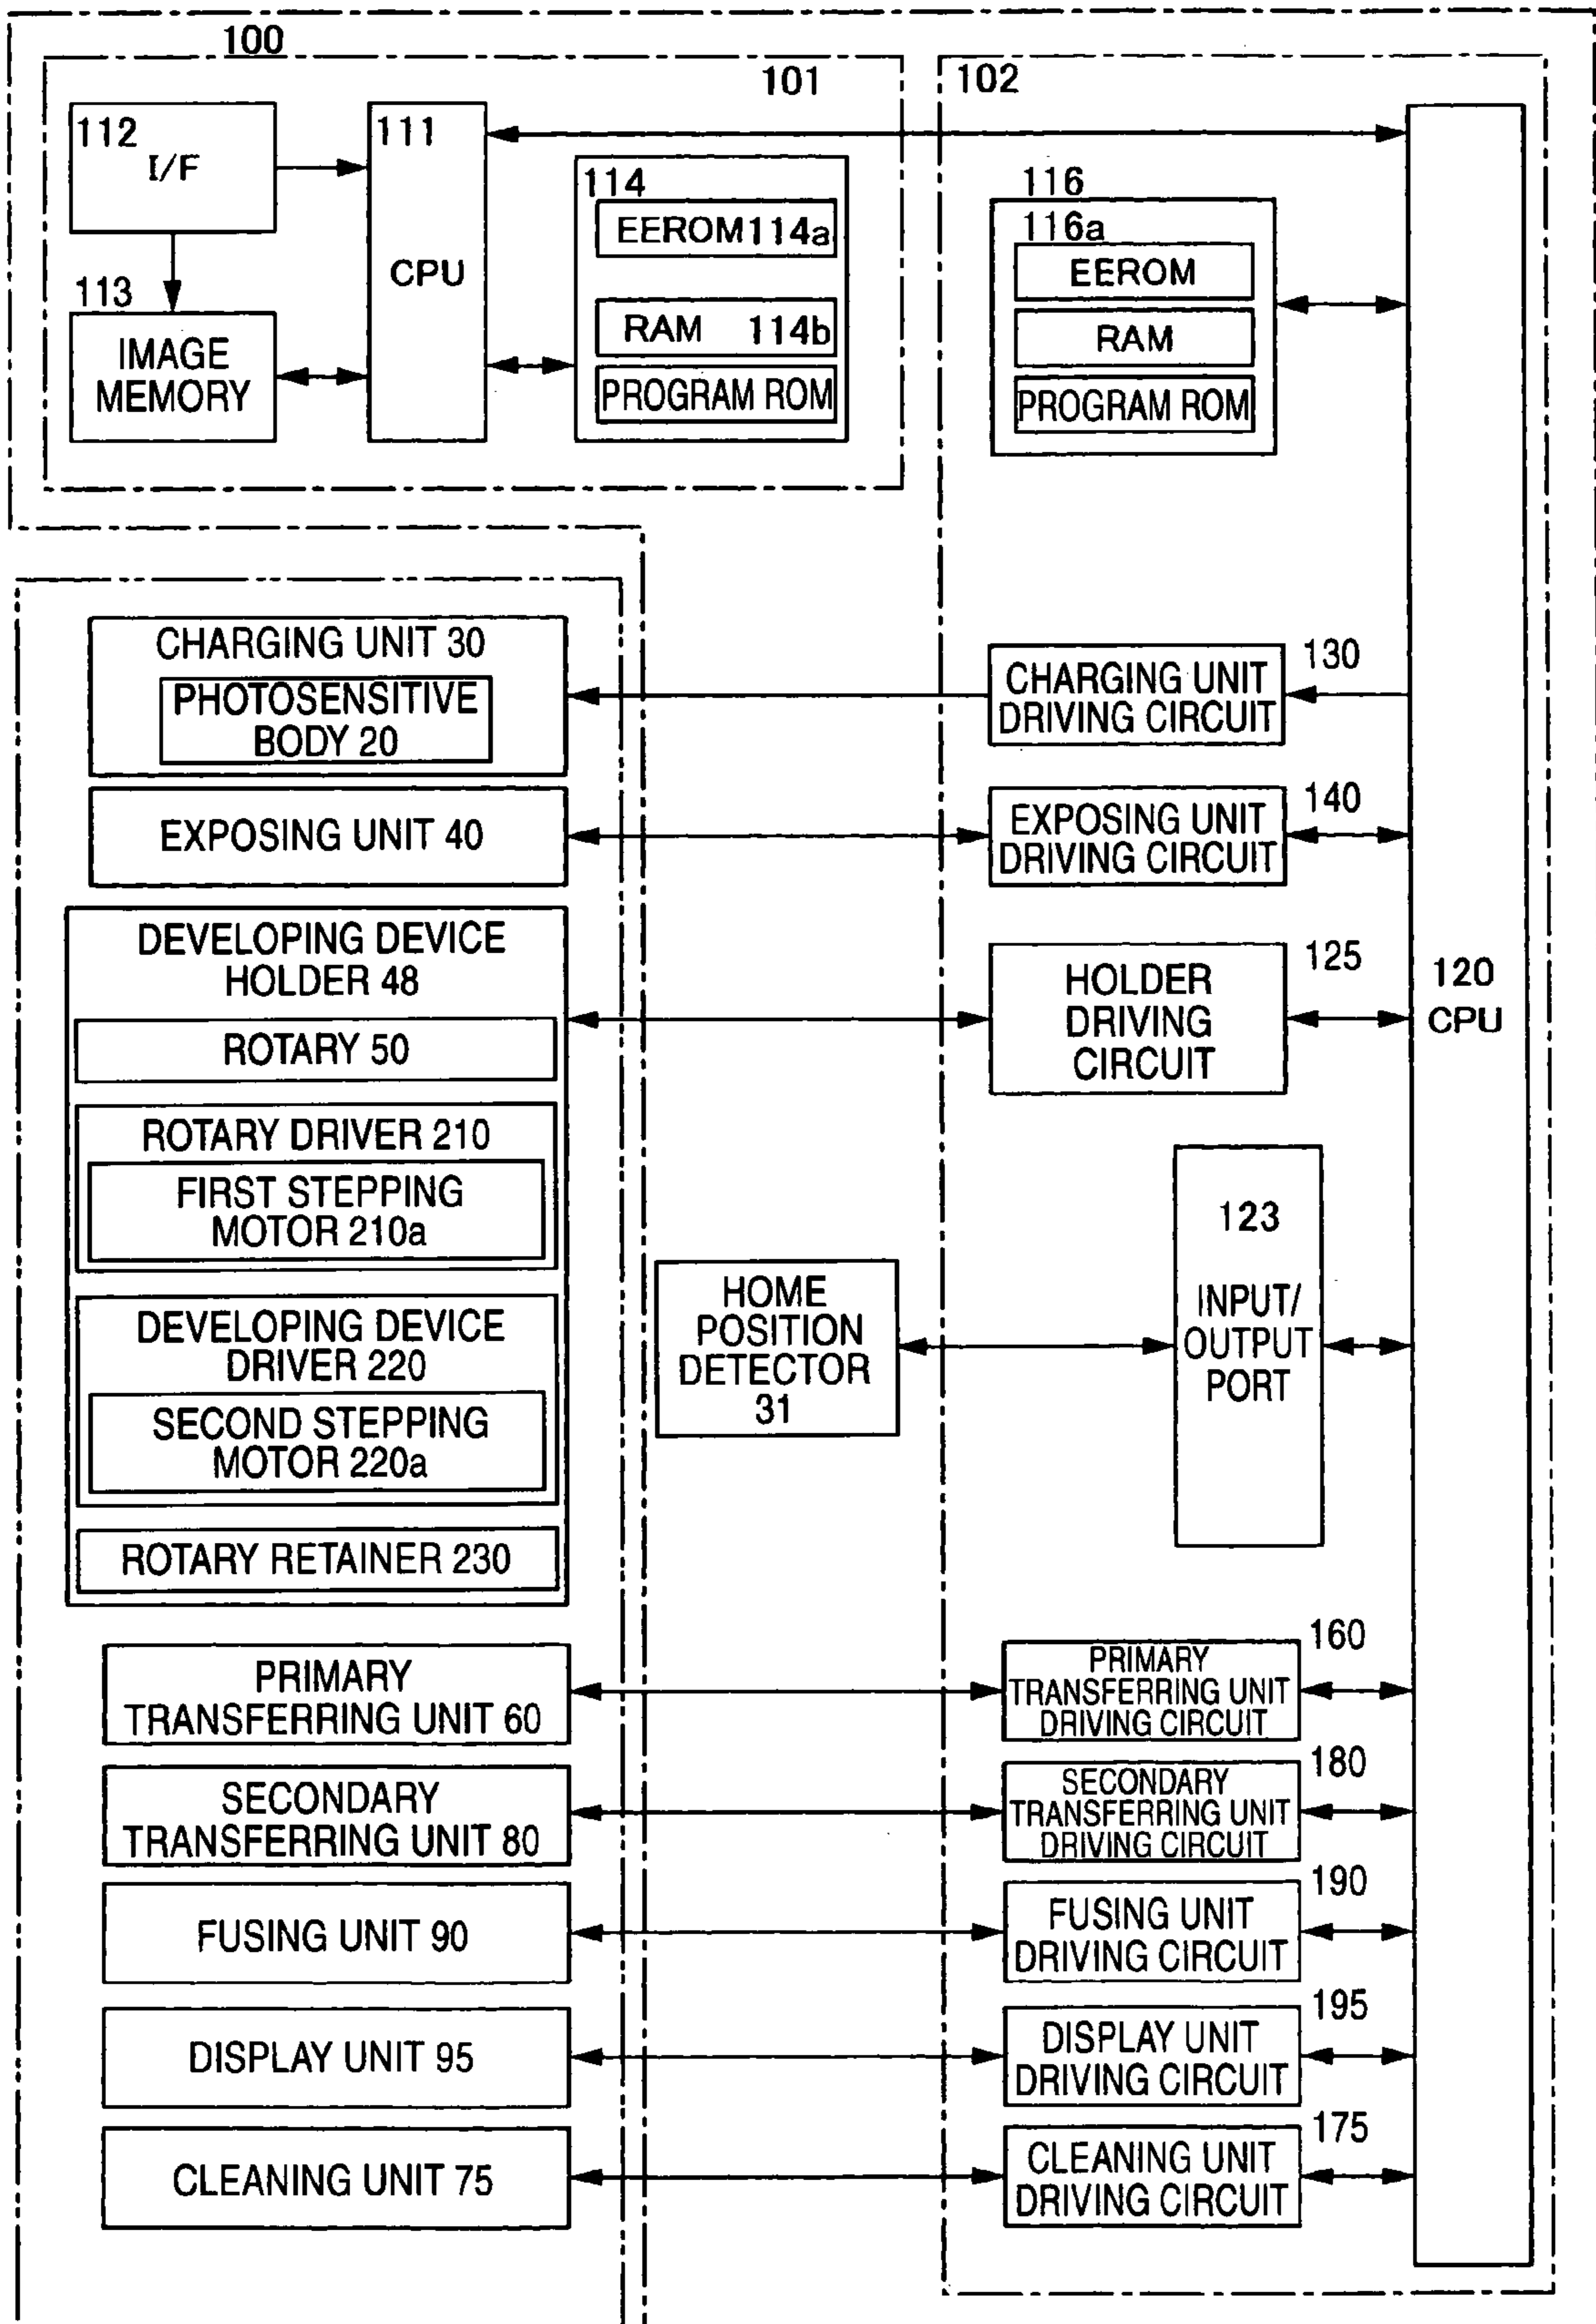 100
101
102
112
I/F
111
CPU
114
EEROM114a
RAM 114b
PROGRAM ROM
113
IMAGE
MEMORY
116
116a
EEROM
RAM
PROGRAM ROM
CHARGING UNIT 30
PHOTOSENSITIVE
BODY 20
CHARGING UNIT
DRIVING CIRCUIT
130
EXPOSING UNIT 40
EXPOSING UNIT
DRIVING CIRCUIT
140
DEVELOPING DEVICE
HOLDER 48
ROTARY 50
ROTARY DRIVER 210
FIRST STEPPING
MOTOR 210a
DEVELOPING DEVICE
DRIVER 220
SECOND STEPPING
MOTOR 220a
ROTARY RETAINER 230
HOLDER
DRIVING
CIRCUIT
125
120
CPU
HOME
POSITION
DETECTOR
31
123
INPUT/
OUTPUT
PORT
PRIMARY
TRANSFERRING UNIT 60
PRIMARY
TRANSFERRING UNIT
DRIVING CIRCUIT
160
SECONDARY
TRANSFERRING UNIT 80
SECONDARY
TRANSFERRING UNIT
DRIVING CIRCUIT
180
FUSING UNIT 90
FUSING UNIT
DRIVING CIRCUIT
190
DISPLAY UNIT 95
DISPLAY UNIT
DRIVING CIRCUIT
195
CLEANING UNIT 75
CLEANING UNIT
DRIVING CIRCUIT
175